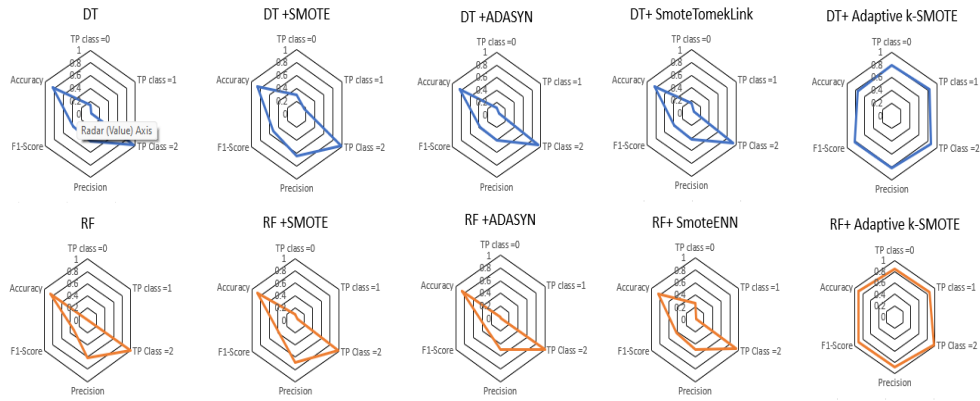 DT
TP class =0
1
0.8
0.6
0.4
0.2
Accuracy
TP class =1
Radar (Value) Axis
F1-Score
TP Class =2
Precision
DT +SMOTE
TP class =0
1
0.8
0.6
0.4
0.2
0
Accuracy
TP class =1
F1-Score
TP Class =2
Precision
DT +ADASYN
TP class =0
1
0.8
0.6
0.4
0.2
0
Accuracy
TP class =1
F1-Score
TP Class =2
Precision
DT+ SmoteTomekLink
TP class =0
1
0.8
0.6
0.4
0.2
0
Accuracy
TP class =1
F1-Score
TP Class =2
Precision
DT+ Adaptive k-SMOTE
TP class =0
1
0.8
0.6
0.4
0.2
0
Accuracy
TP class =1
F1-Score
TP Class =2
Precision
RF
TP class =0
1
0.8
0.6
0.4
0.2
0
Accuracy
TP class =1
F1-Score
TP Class =2
Precision
RF +SMOTE
TP class =0
1
0.8
0.6
0.4
0.2
0
Accuracy
TP class =1
F1-Score
TP Class =2
Precision
RF +ADASYN
TP class =0
1
0.8
0.6
0.4
0.2
0
Accuracy
TP class =1
F1-Score
TP Class =2
Precision
RF+ SmoteENN
TP class =0
1
0.8
0.6
0.4
0.2
0
Accuracy
TP class =1
F1-Score
TP Class =2
Precision
RF+ Adaptive k-SMOTE
TP class =0
1
0.8
0.6
0.4
0.2
0
Accuracy
TP class =1
F1-Score
TP Class =2
Precision